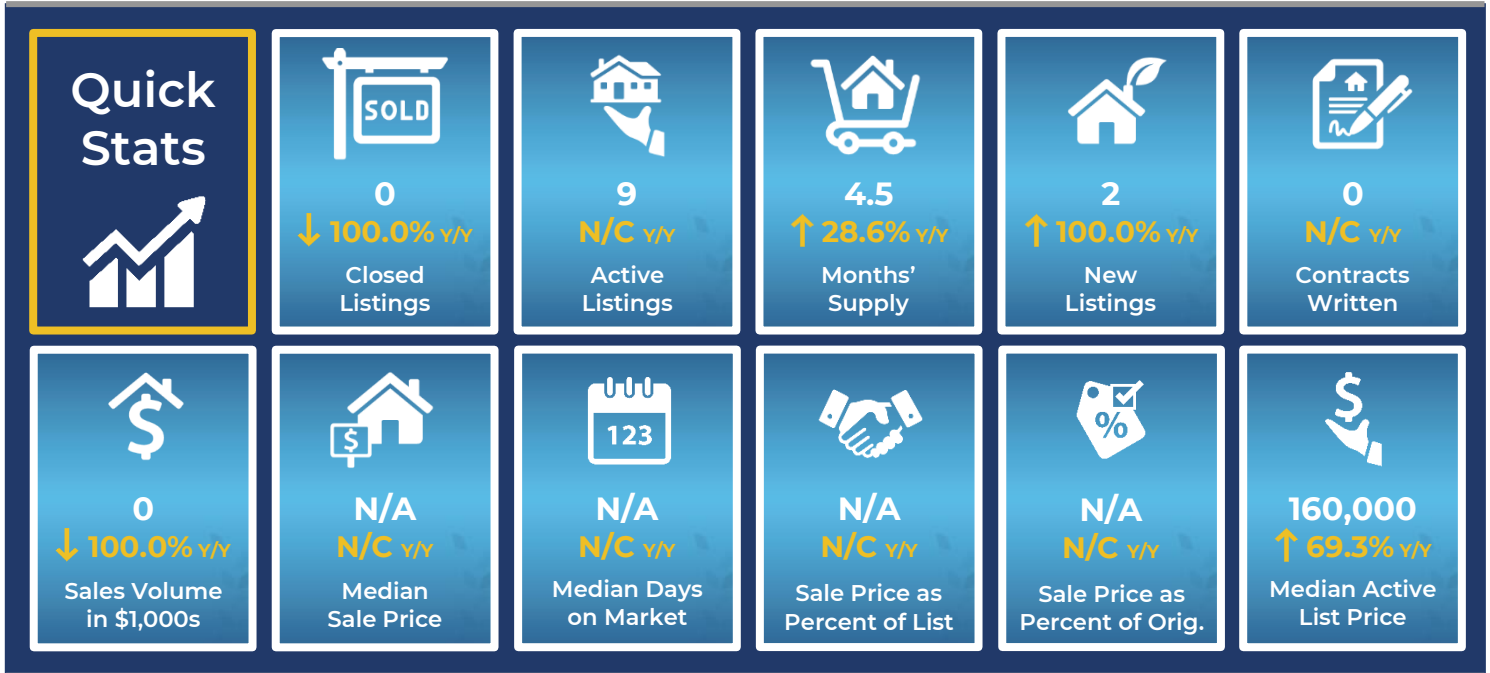 Quick
Stats
SOLD
0
↓ 100.0% Y/Y
Closed
Listings
9
N/C Y/Y
Active
Listings
4.5
↑ 28.6% Y/Y
Months’
Supply
2
↑ 100.0% Y/Y
New
Listings
0
N/C Y/Y
Contracts
Written
$
0
↓ 100.0% Y/Y
Sales Volume
in $1,000s
$
N/A
N/C Y/Y
Median
Sale Price
123
N/A
N/C Y/Y
Median Days
on Market
N/A
N/C Y/Y
Sale Price as
Percent of List
%
N/A
N/C Y/Y
Sale Price as
Percent of Orig.
$
160,000
↑ 69.3% Y/Y
Median Active
List Price